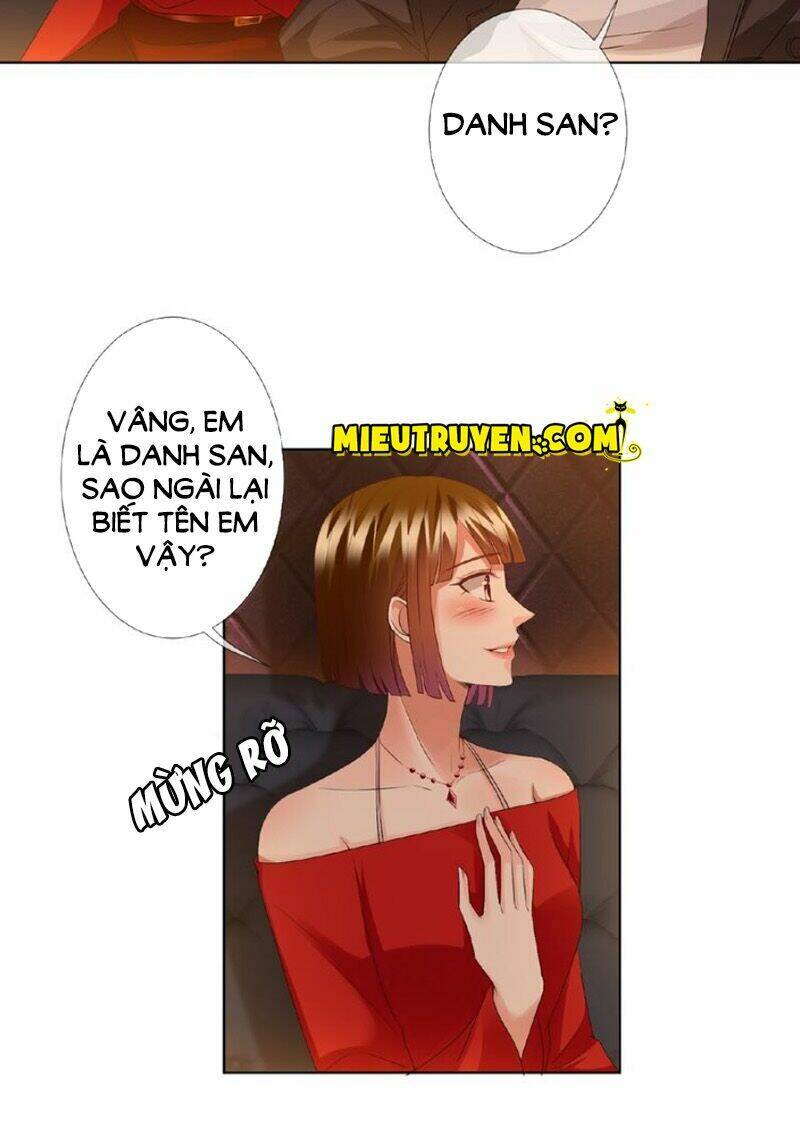 DANH SAN?
VÂNG, EM
LÀ DANH SAN,
SAO NGÀI LẠI
BIẾT TÊN EM
VẬY?
MIEUTRUYEN.COM
MỪNG RỠ